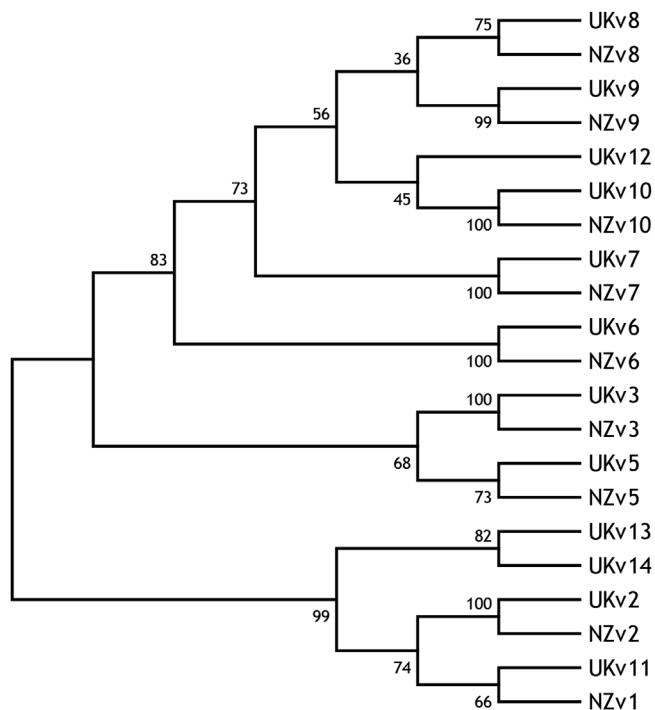 UKv8
75
NZv8
36
UKv9
99
NZv9
56
UKv12
45
UKv10
100
NZv10
73
UKv7
100
NZv7
83
UKv6
100
NZv6
100
UKv3
NZv3
68
UKv5
73
NZv5
82
UKv13
UKv14
99
100
UKv2
NZv2
74
UKv11
66
NZv1